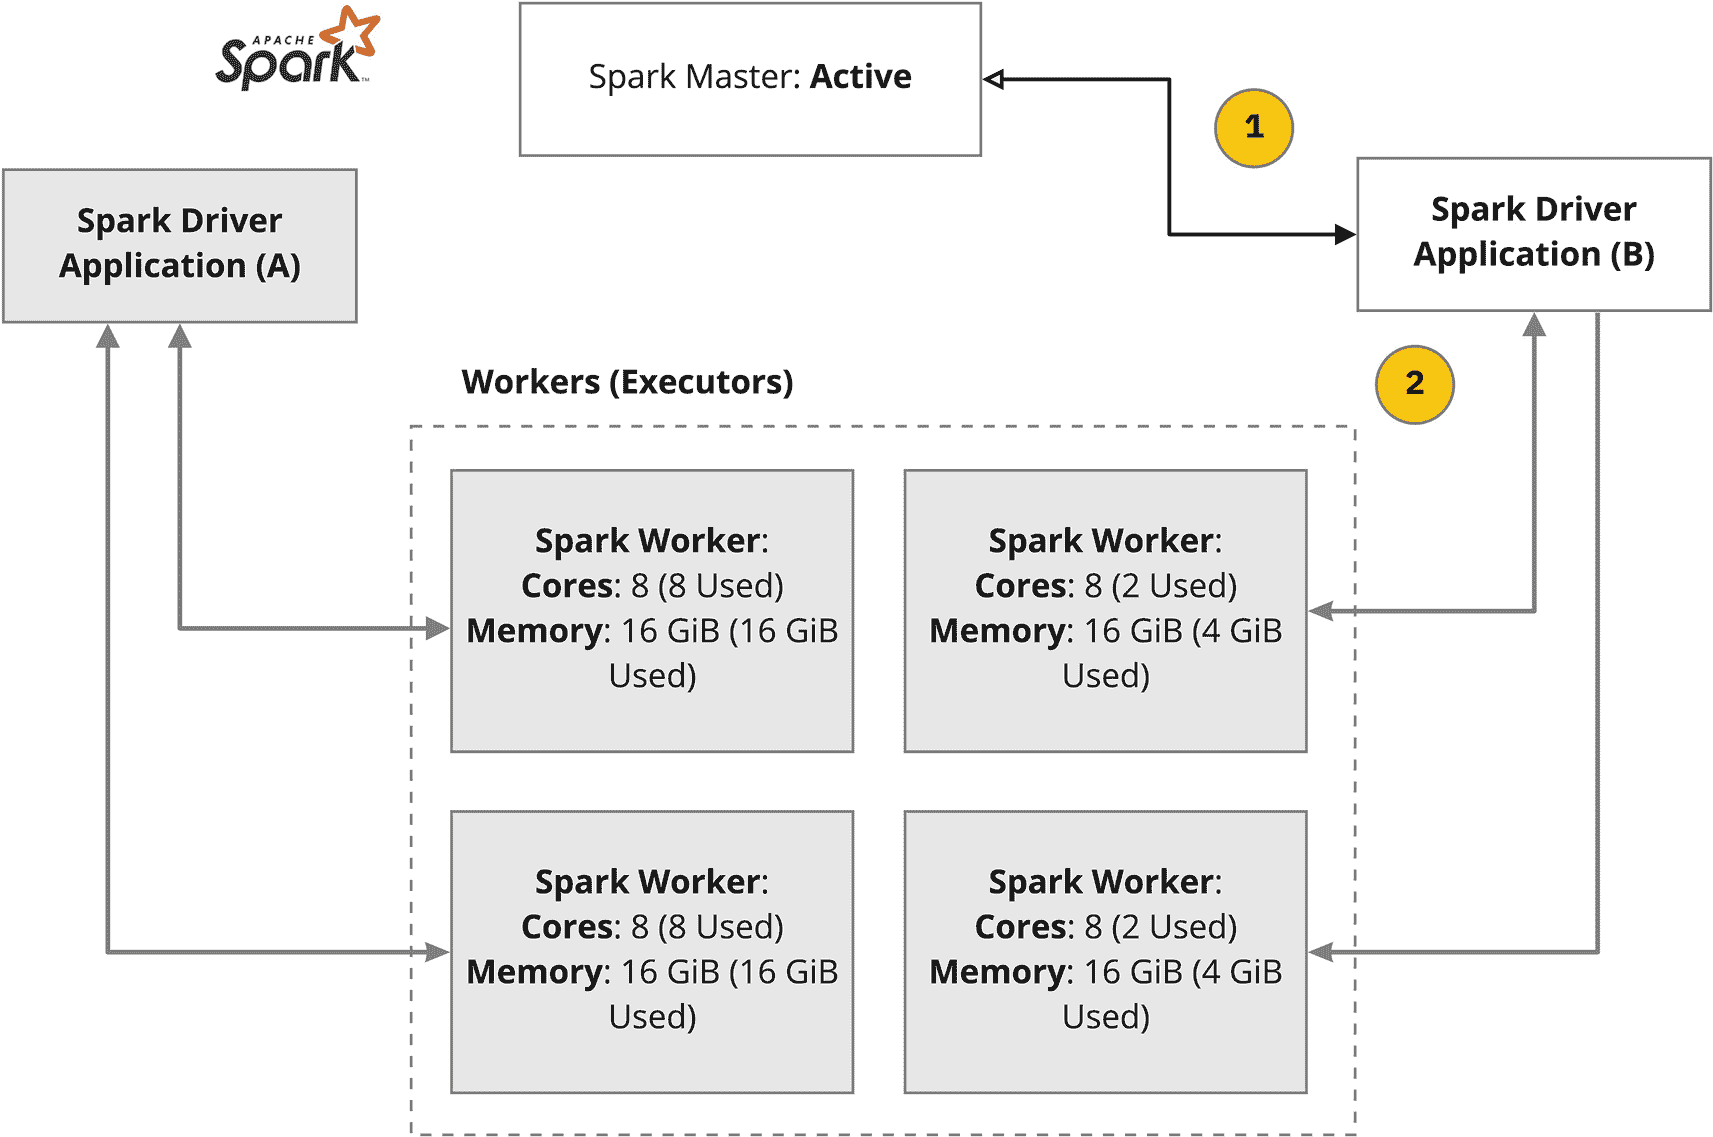 APACHE
Spark™
Spark Master: Active
1
Spark Driver
Application (A)
Spark Driver
Application (B)
2
Workers (Executors)
Spark Worker:
Cores: 8 (8 Used)
Memory: 16 GiB (16 GiB
Used)
Spark Worker:
Cores: 8 (2 Used)
Memory: 16 GiB (4 GiB
Used)
Spark Worker:
Cores: 8 (8 Used)
Memory: 16 GiB (16 GiB
Used)
Spark Worker:
Cores: 8 (2 Used)
Memory: 16 GiB (4 GiB
Used)